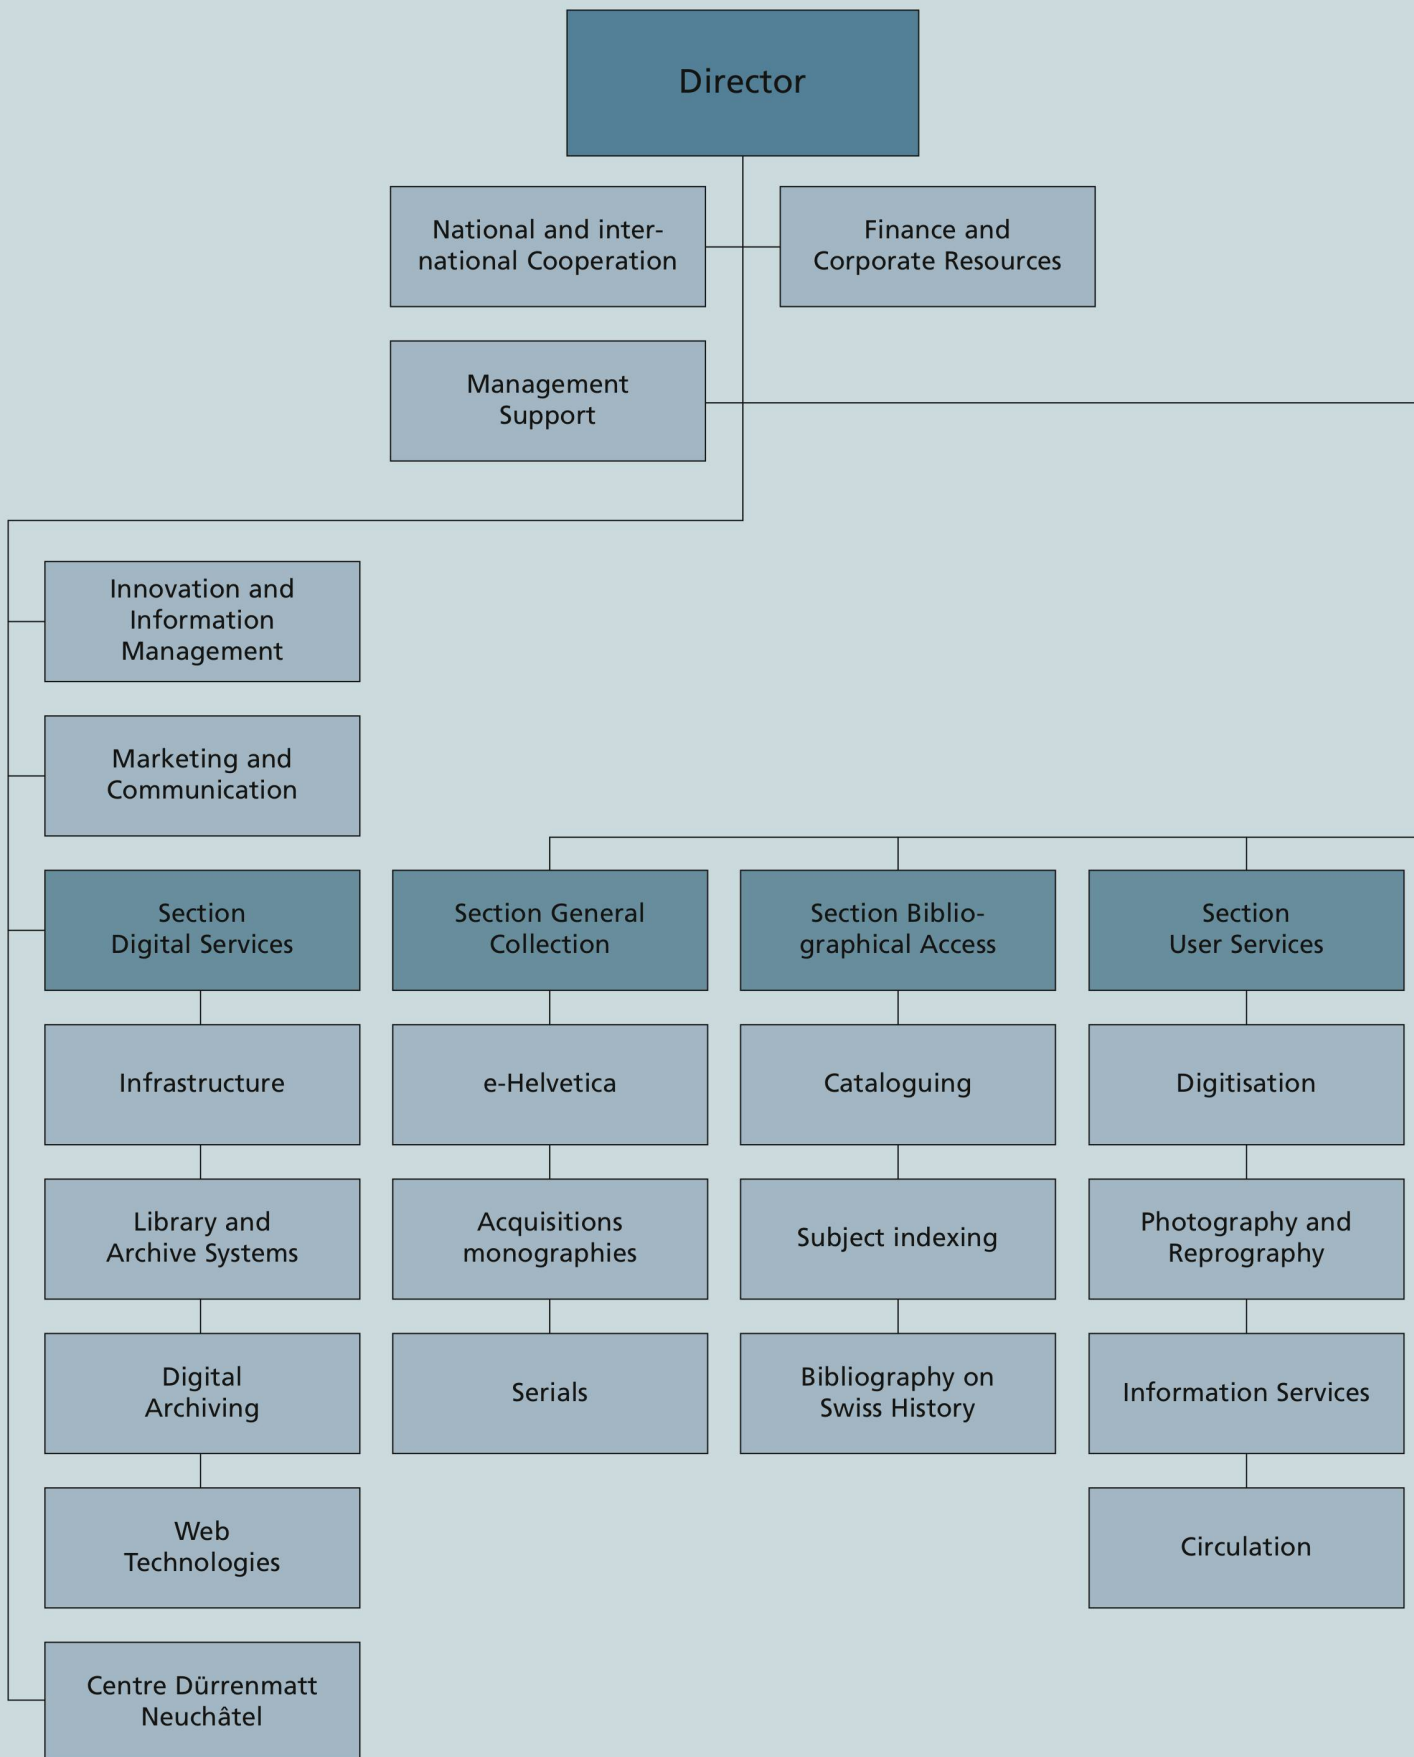 Director
National and inter-
national Cooperation
Finance and
Corporate Resources
Management
Support
Innovation and
Information
Management
Marketing and
Communication
Section
Digital Services
Infrastructure
Library and
Archive Systems
Digital
Archiving
Web
Technologies
Centre Dürrenmatt
Neuchâtel
Section General
Collection
e-Helvetica
Acquisitions
monographies
Serials
Section Biblio-
graphical Access
Cataloguing
Subject indexing
Bibliography on
Swiss History
Section
User Services
Digitisation
Photography and
Reprography
Information Services
Circulation